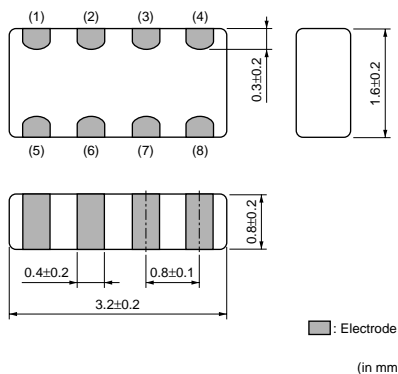 (1) (2) (3) (4)
0.3±0.2
1.6±0.2
(5) (6) (7) (8)
0.8±0.2
0.4±0.2 0.8±0.1
3.2±0.2
: Electrode
(in mm